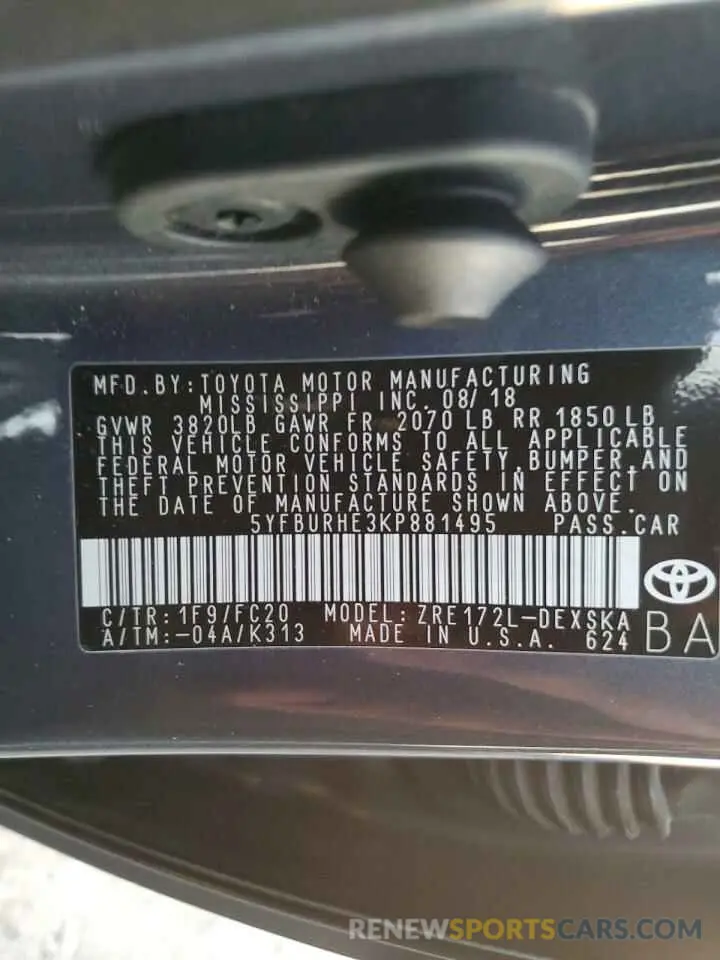 MFD.BY:TOYOTA MOTOR MANUFACTURING
MISSISSIPPI INC. 08/18
GVWR 3820LB GAWR FR 2070 LB RR 1850LB
THIS VEHICLE CONFORMS TO ALL APPLICABLE
FEDERAL MOTOR VEHICLE SAFETY,BUMPER,AND
THEFT PREVENTION STANDARDS IN EFFECT ON
THE DATE OF MANUFACTURE SHOWN ABOVE.
5YFBURHE3KP881495 PASS.CAR
C/TR:1F9/FC20 MODEL:ZRE172L-DEXSKA
A/TM:-04A/K313 MADE IN U.S.A. 624 BA
RENEWSPORTSCARS.COM